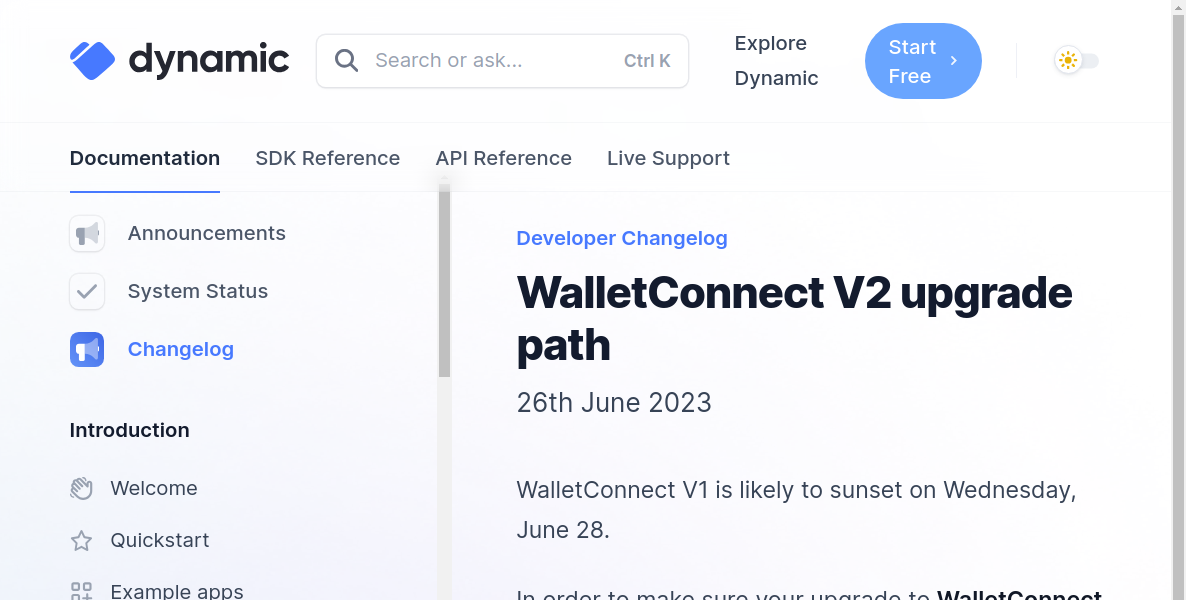 dynamic
Search or ask...
Ctrl K
Explore
Dynamic
Start
Free
Documentation
SDK Reference
API Reference
Live Support
Announcements
System Status
Changelog
Introduction
Welcome
Quickstart
Example apps
Developer Changelog
WalletConnect V2 upgrade
path
26th June 2023
WalletConnect V1 is likely to sunset on Wednesday,
June 28.
In order to make sure your upgrade to WalletConnect